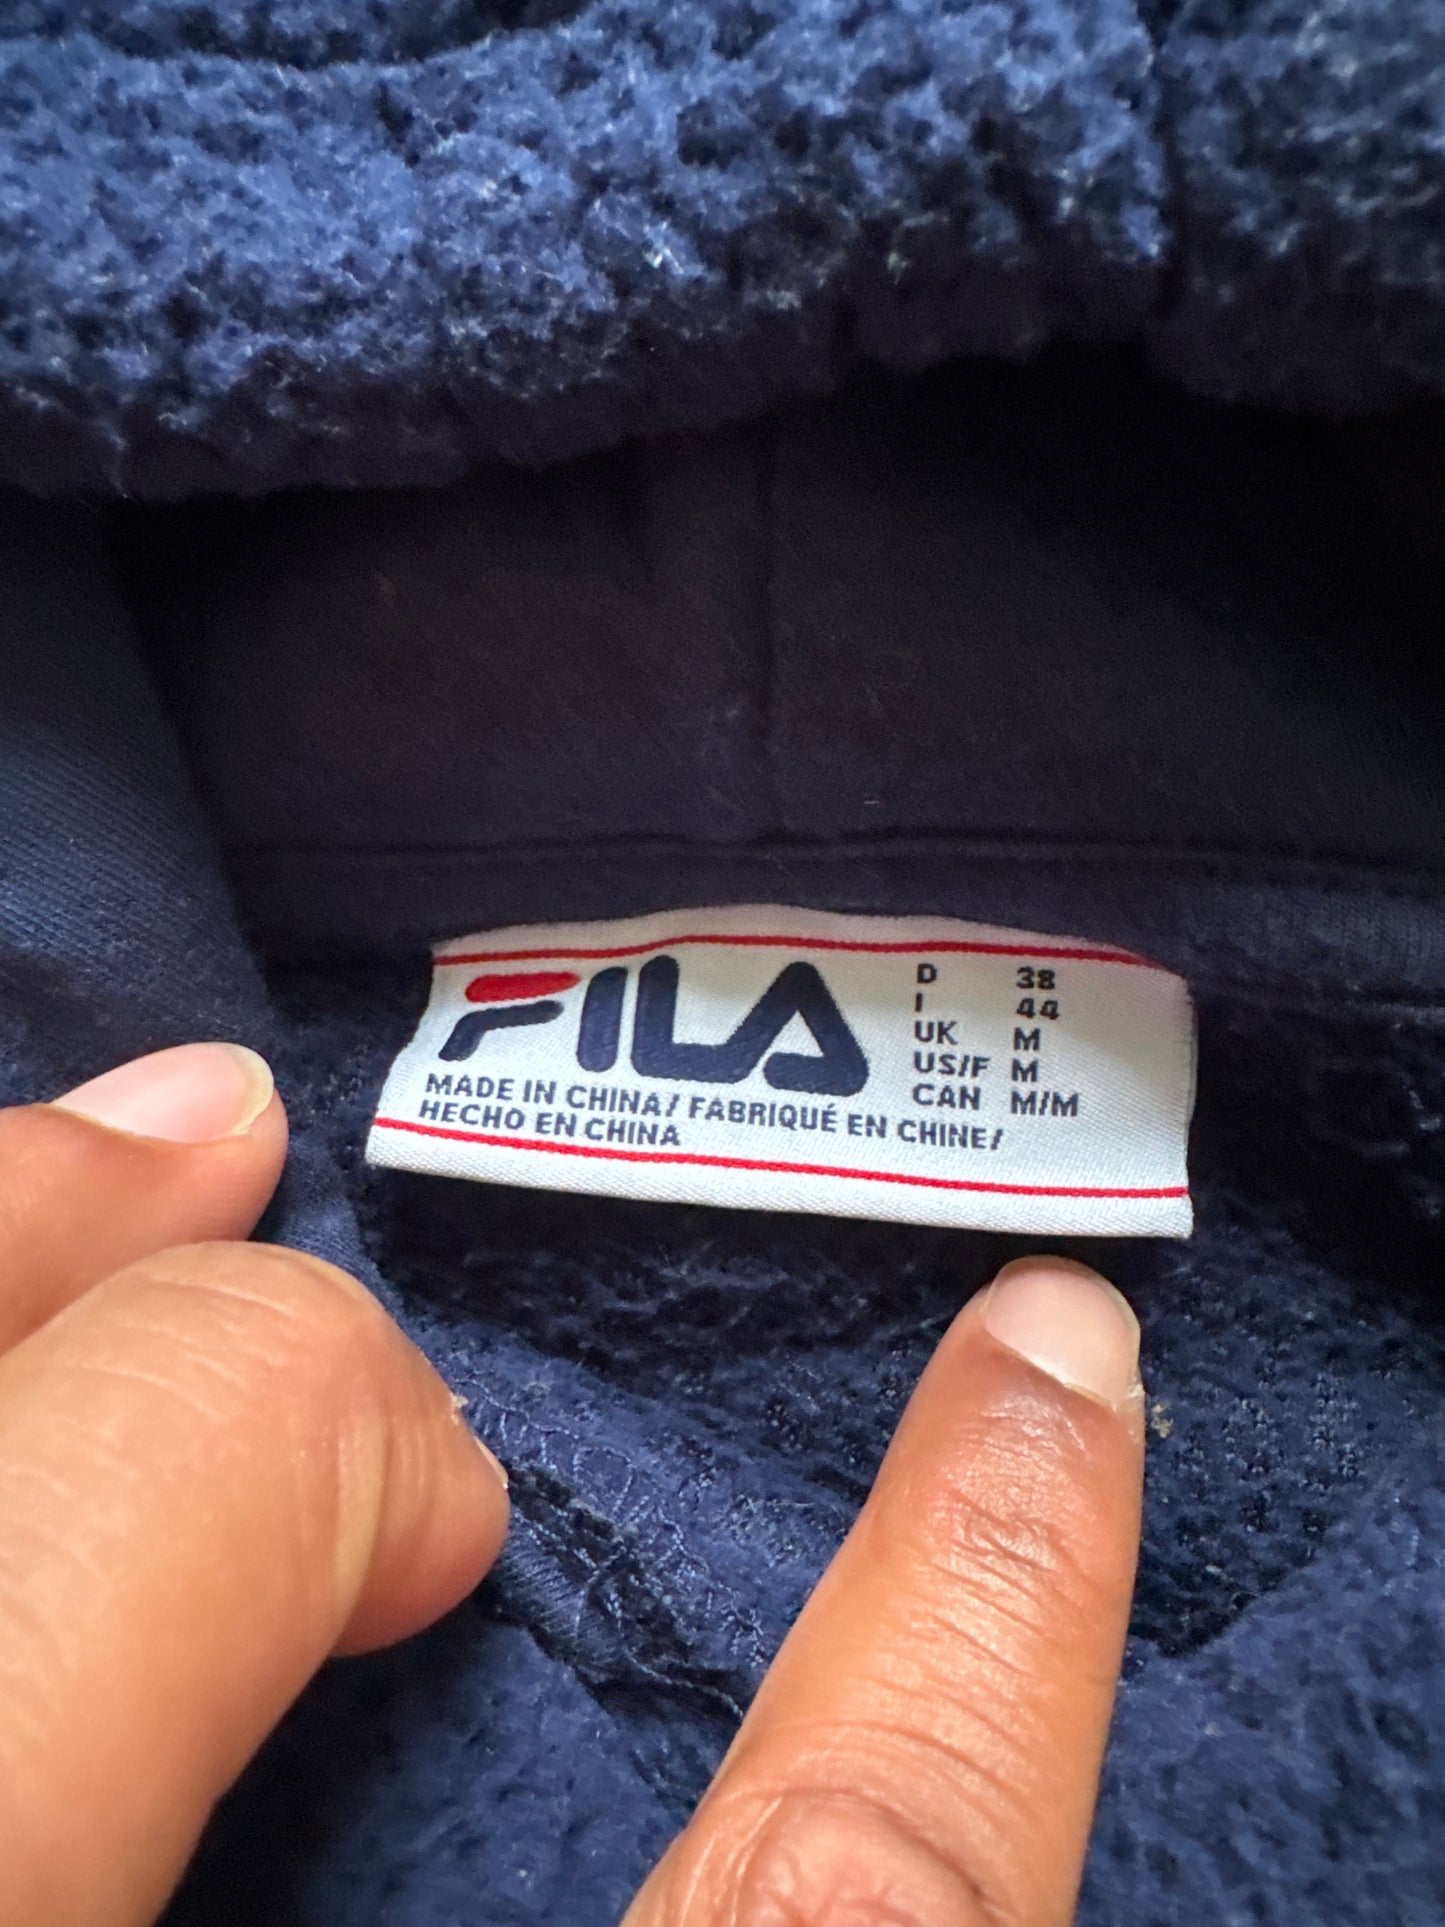 FILA
D 38
I 44
UK M
US/F M
CAN M/M
MADE IN CHINA/ FABRIQUÉ EN CHINE/
HECHO EN CHINA